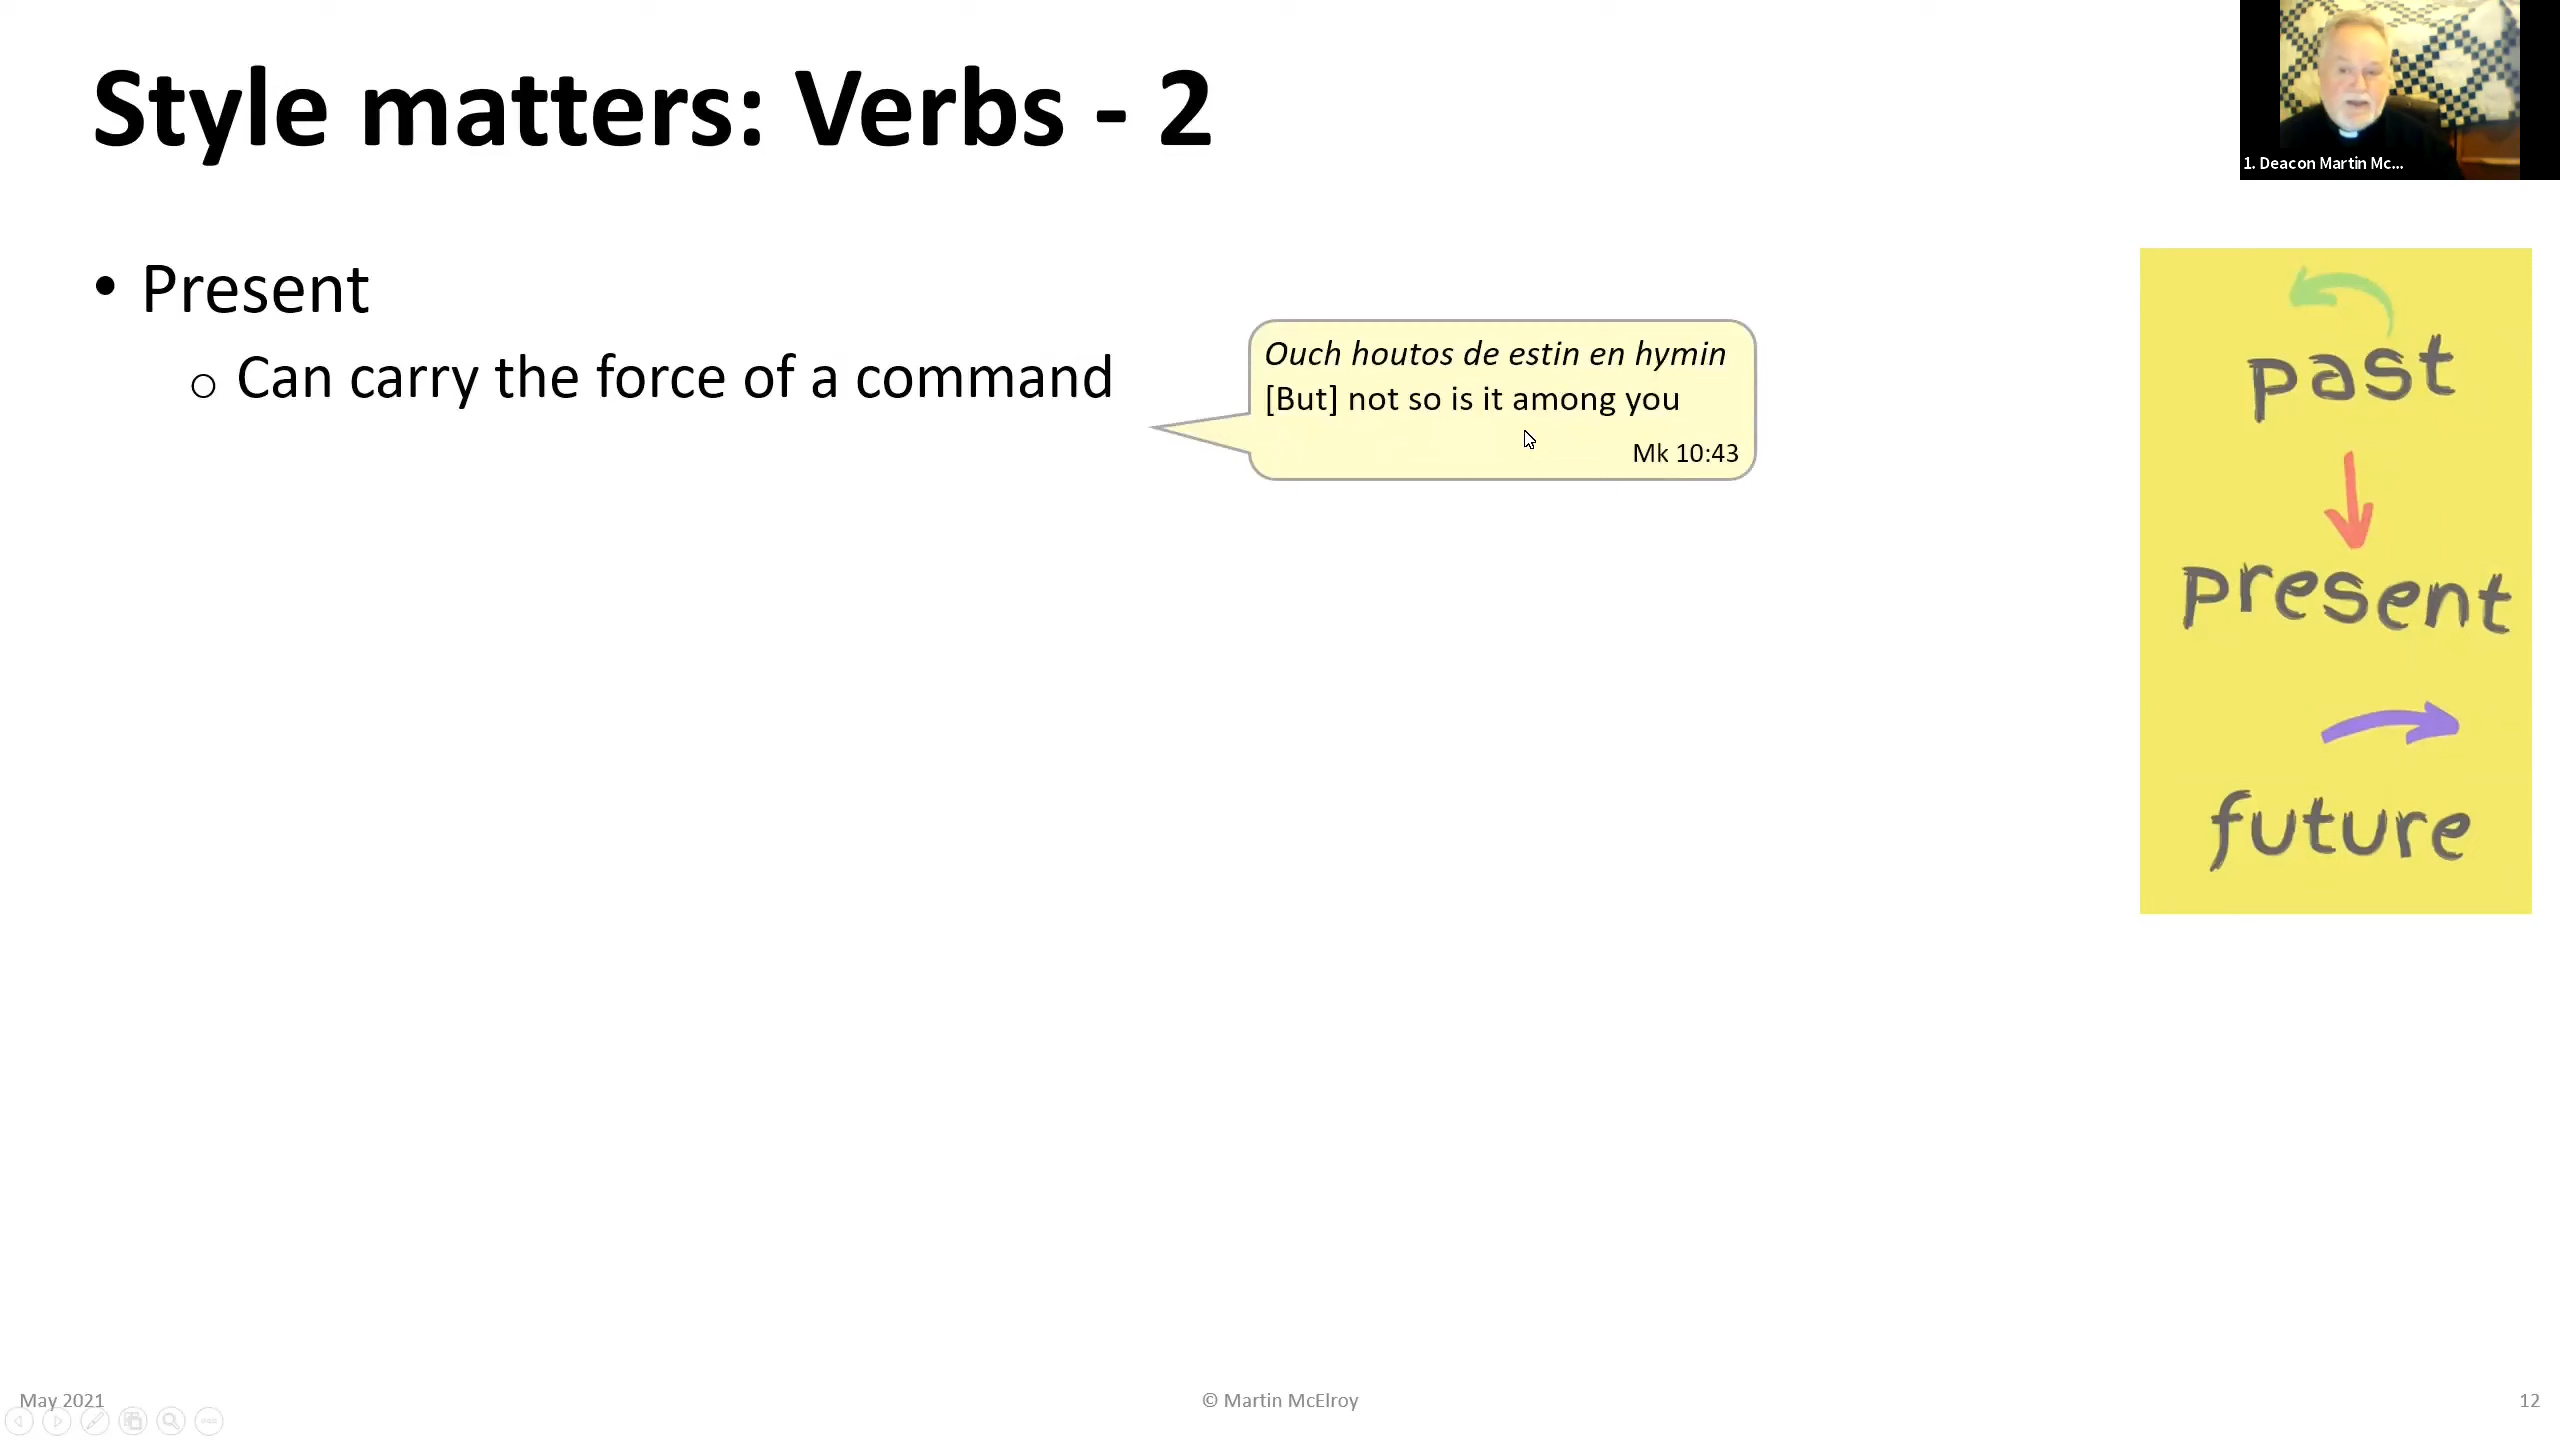 Style matters: Verbs - 2
1. Deacon Martin Mc...
• Present
o Can carry the force of a command
Ouch houtos de estin en hymin
[But] not so is it among you
Mk 10:43
past
present
future
May 2021
© Martin McElroy
12